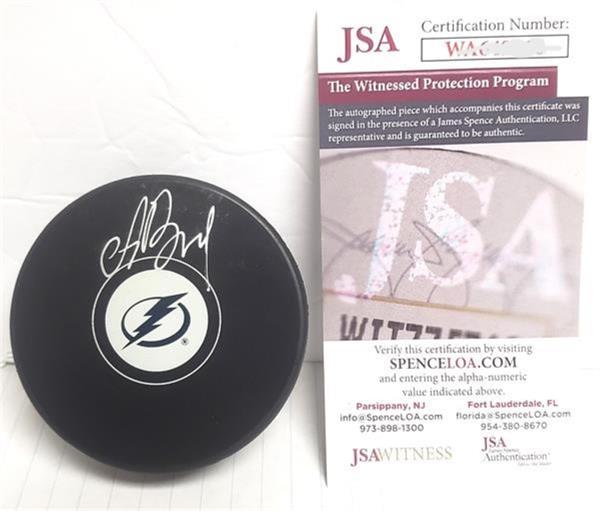 JSA
Certification Number:
The Witnessed Protection Program
The autographed piece which accompanies this certificate was
signed in the presence of a James Spence Authentication, LLC
representative and is guaranteed to be authentic.
JSA
Verify this certification by visiting
SPENCELOA.COM
and entering the alpha-numeric
value indicated above.
Parsippany, NJ
info@SpenceLOA.com
973-898-1300
Fort Lauderdale, FL
florida@SpenceLOA.com
954-380-8670
JSAWITNESS
JSA
James Spence
Authentication